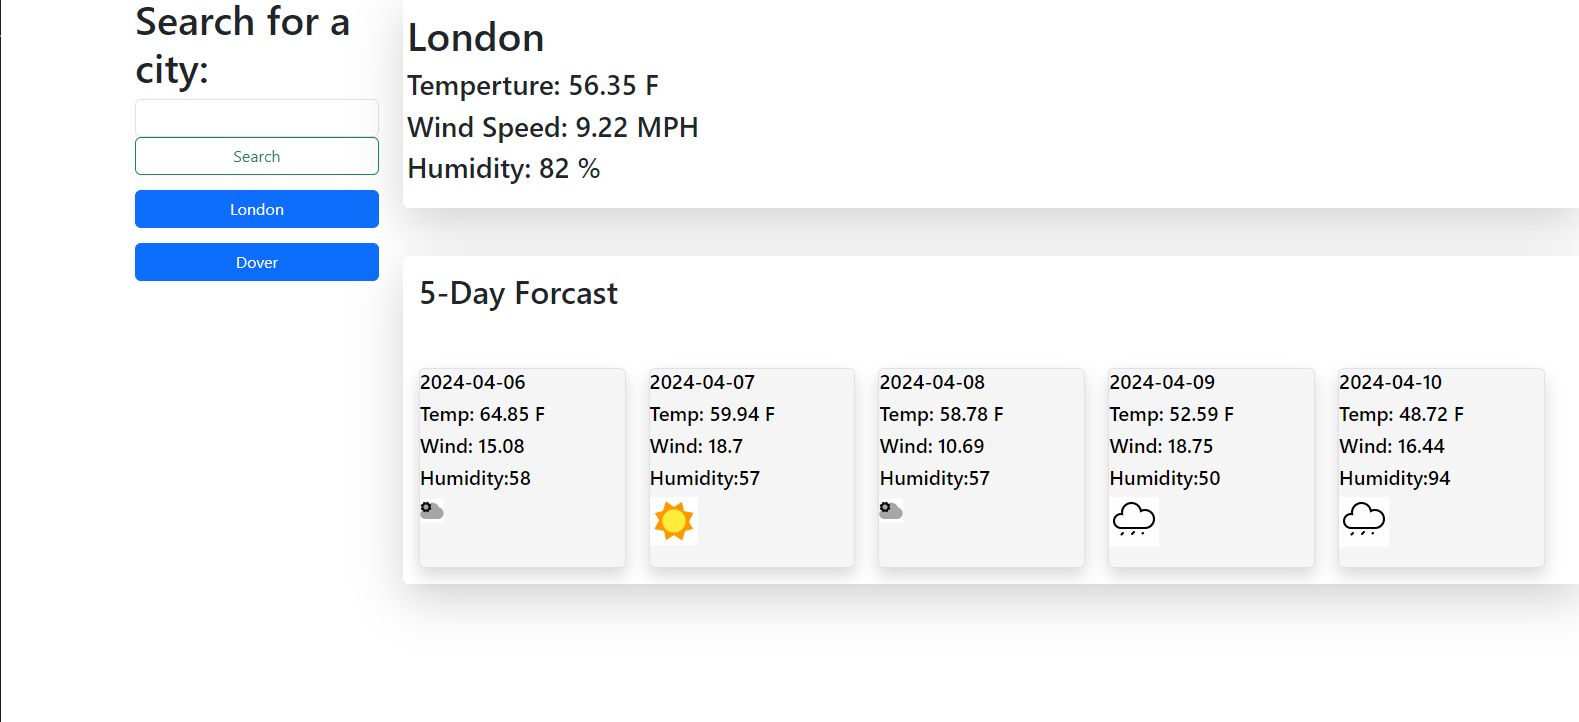 Search for a
city:
Search
London
Dover
London
Temperture: 56.35 F
Wind Speed: 9.22 MPH
Humidity: 82 %
5-Day Forcast
2024-04-06
Temp: 64.85 F
Wind: 15.08
Humidity:58
2024-04-07
Temp: 59.94 F
Wind: 18.7
Humidity:57
2024-04-08
Temp: 58.78 F
Wind: 10.69
Humidity:57
2024-04-09
Temp: 52.59 F
Wind: 18.75
Humidity:50
2024-04-10
Temp: 48.72 F
Wind: 16.44
Humidity:94